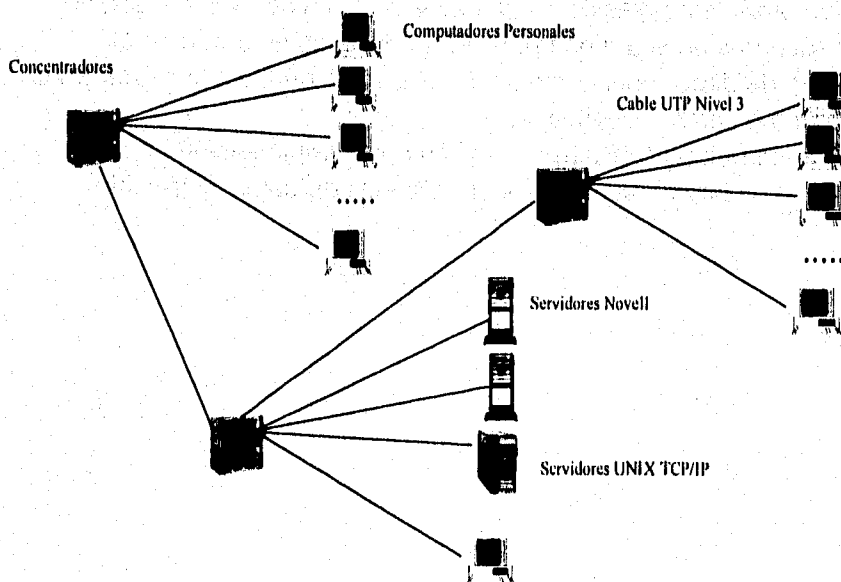 Computadores Personales
Concentradores
Cable UTP Nivel 3
Servidores Novell
Servidores UNIX TCP/IP